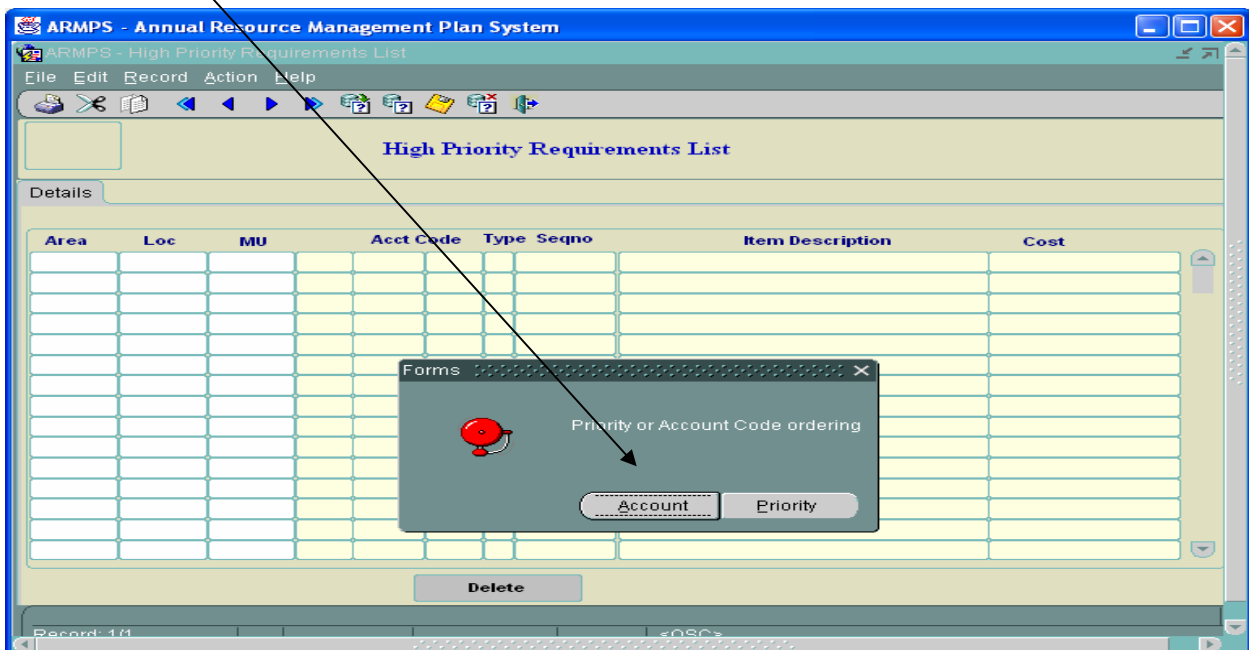 ARMPS - Annual Resource Management Plan System
ARMPS - High Priority Requirements List
File Edit Record Action Help
High Priority Requirements List
Details
Area Loc MU Acct Code Type Seqno Item Description Cost
Forms
Priority or Account Code ordering
Account Priority
Delete
Record: 1/1 <OSC>